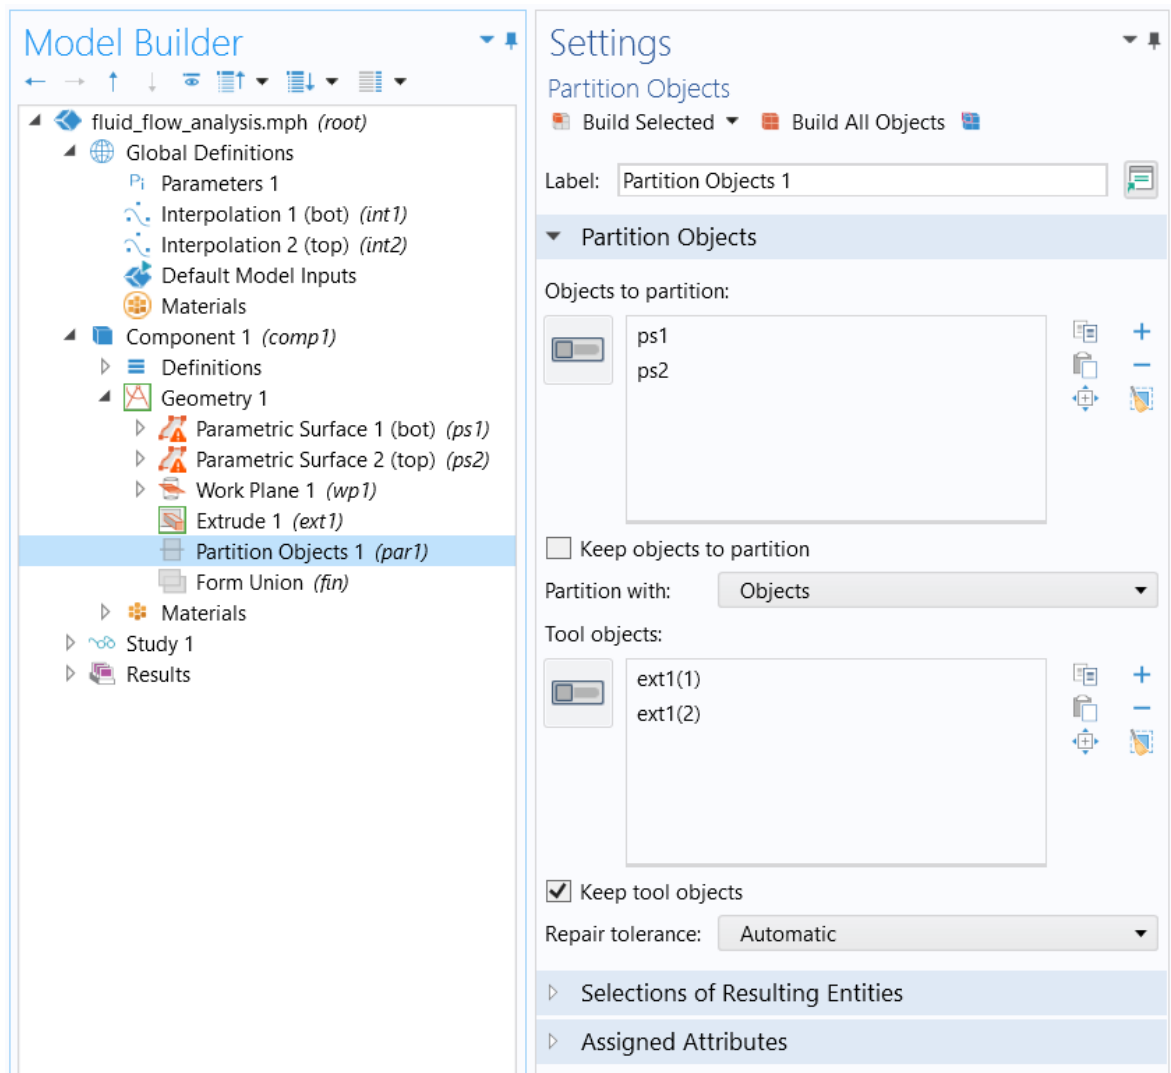 Model Builder
fluid_flow_analysis.mph (root)
Global Definitions
Pi Parameters 1
Interpolation 1 (bot) (int1)
Interpolation 2 (top) (int2)
Default Model Inputs
Materials
Component 1 (comp1)
Definitions
Geometry 1
Parametric Surface 1 (bot) (ps1)
Parametric Surface 2 (top) (ps2)
Work Plane 1 (wp1)
Extrude 1 (ext1)
Partition Objects 1 (par1)
Form Union (fin)
Materials
Study 1
Results
Settings
Partition Objects
Build Selected Build All Objects
Label: Partition Objects 1
Partition Objects
Objects to partition:
ps1
ps2
Keep objects to partition
Partition with: Objects
Tool objects:
ext1(1)
ext1(2)
Keep tool objects
Repair tolerance: Automatic
Selections of Resulting Entities
Assigned Attributes